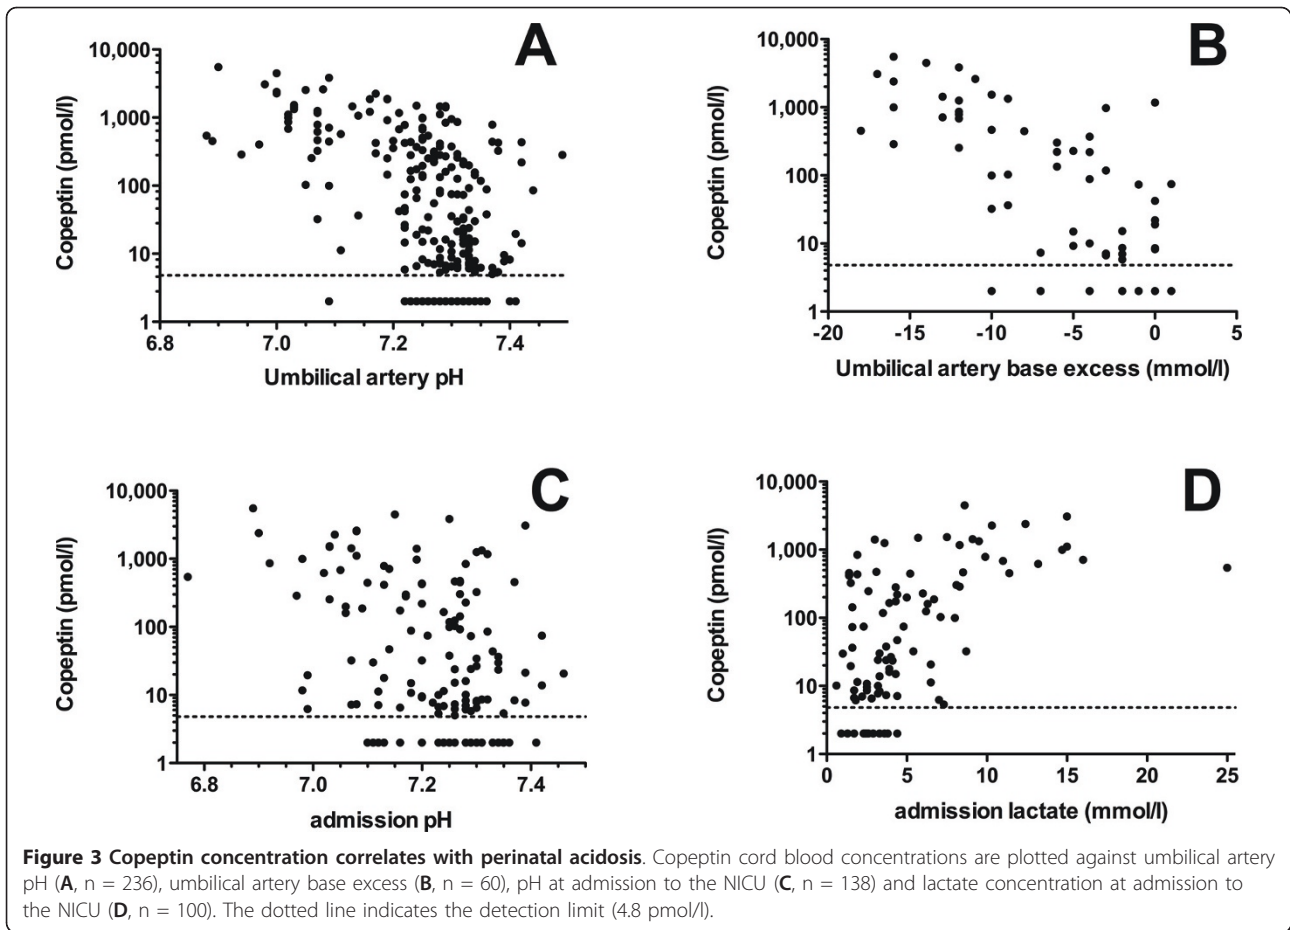 A
10,000
1,000
100
10
1
Copeptin (pmol/l)
6.8 7.0 7.2 7.4
Umbilical artery pH
B
10,000
1,000
100
10
1
Copeptin (pmol/l)
-20 -15 -10 -5 0 5
Umbilical artery base excess (mmol/l)
C
10,000
1,000
100
10
1
Copeptin (pmol/l)
6.8 7.0 7.2 7.4
admission pH
D
10,000
1,000
100
10
1
Copeptin (pmol/l)
0 5 10 15 20 25
admission lactate (mmol/l)
Figure 3 Copeptin concentration correlates with perinatal acidosis. Copeptin cord blood concentrations are plotted against umbilical artery
pH (A, n = 236), umbilical artery base excess (B, n = 60), pH at admission to the NICU (C, n = 138) and lactate concentration at admission to
the NICU (D, n = 100). The dotted line indicates the detection limit (4.8 pmol/l).